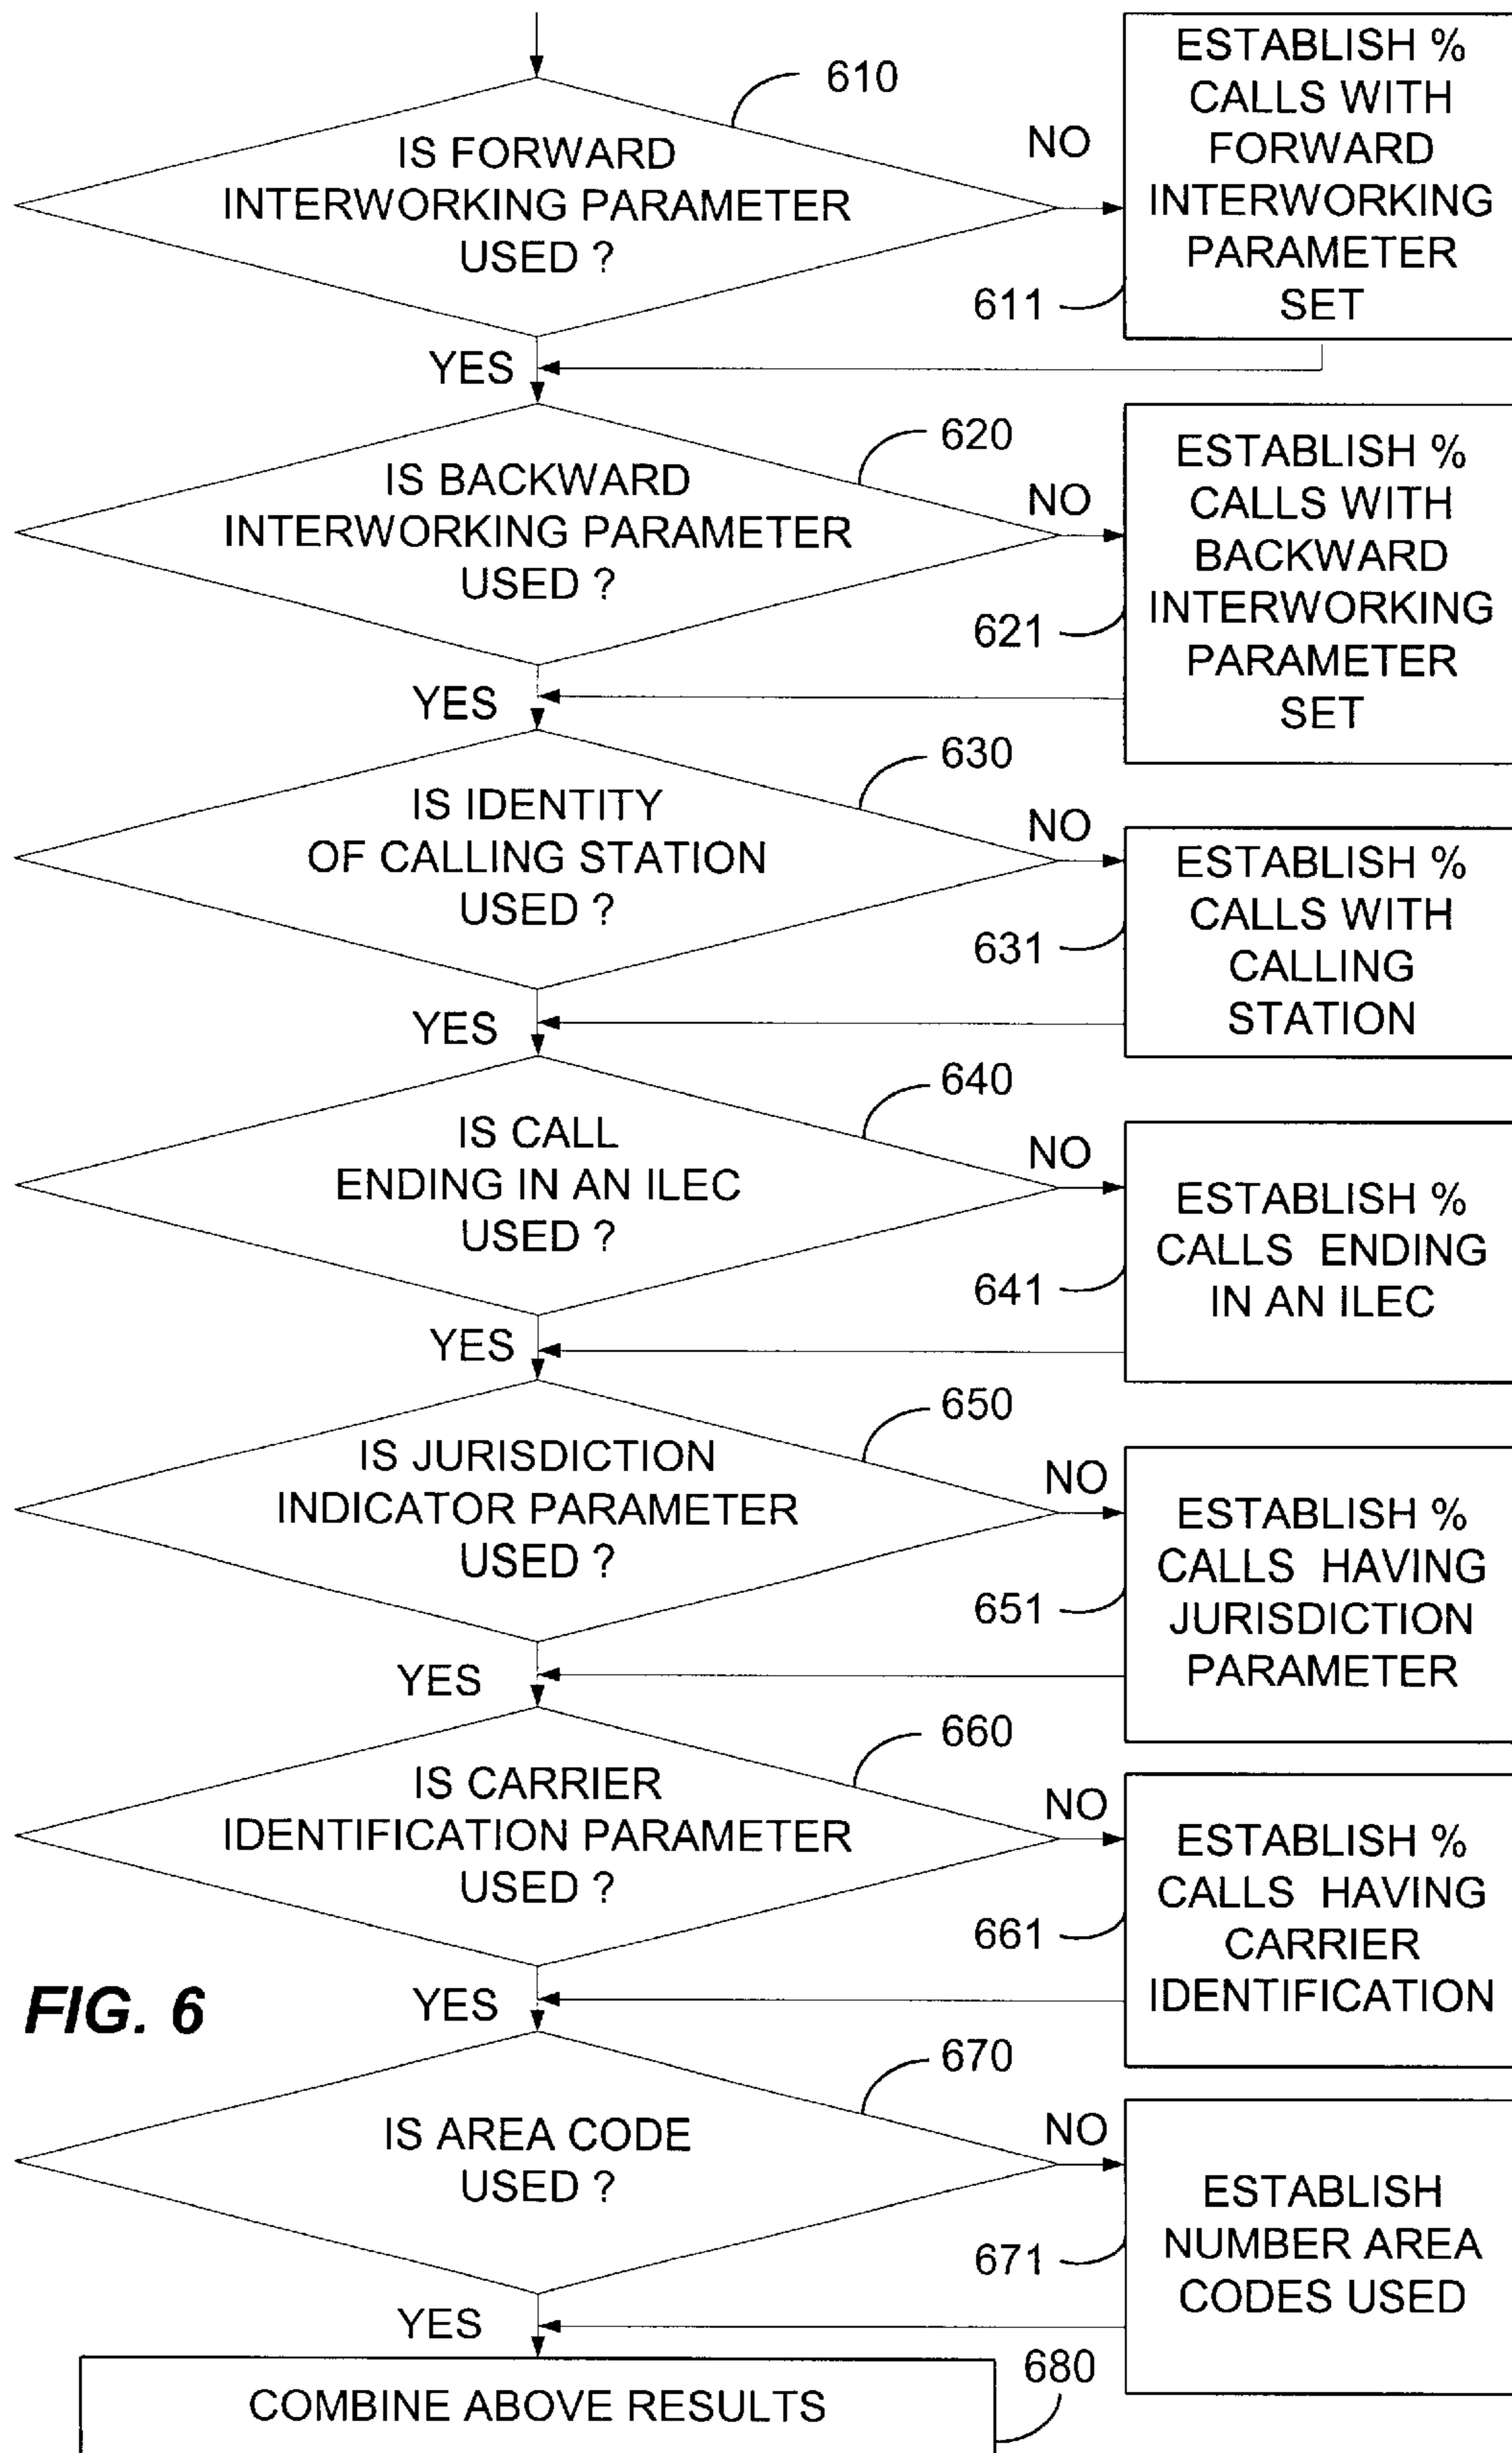 610
IS FORWARD
INTERWORKING PARAMETER
USED ?
NO
ESTABLISH %
CALLS WITH
FORWARD
INTERWORKING
PARAMETER
SET
611
YES
620
IS BACKWARD
INTERWORKING PARAMETER
USED ?
NO
ESTABLISH %
CALLS WITH
BACKWARD
INTERWORKING
PARAMETER
SET
621
YES
630
IS IDENTITY
OF CALLING STATION
USED ?
NO
ESTABLISH %
CALLS WITH
CALLING
STATION
631
YES
640
IS CALL
ENDING IN AN ILEC
USED ?
NO
ESTABLISH %
CALLS ENDING
IN AN ILEC
641
YES
650
IS JURISDICTION
INDICATOR PARAMETER
USED ?
NO
ESTABLISH %
CALLS HAVING
JURISDICTION
PARAMETER
651
YES
660
IS CARRIER
IDENTIFICATION PARAMETER
USED ?
NO
ESTABLISH %
CALLS HAVING
CARRIER
IDENTIFICATION
661
FIG. 6
YES
670
IS AREA CODE
USED ?
NO
ESTABLISH
NUMBER AREA
CODES USED
671
YES
680
COMBINE ABOVE RESULTS